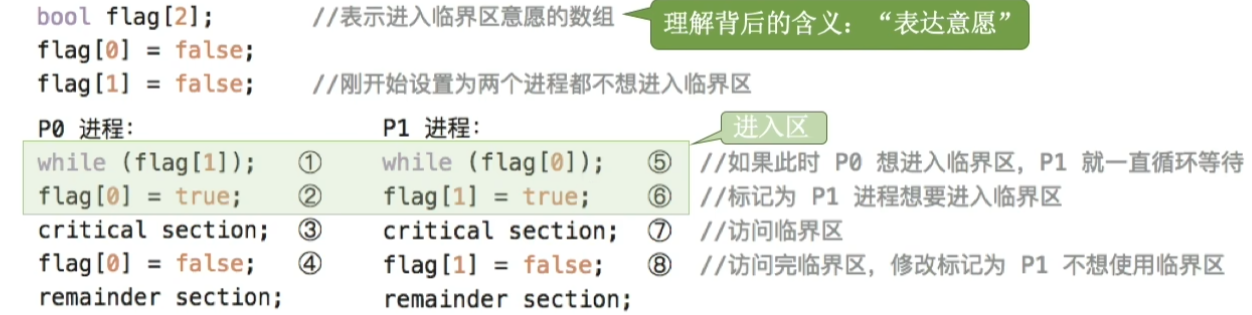 bool flag[2];    //表示进入临界区意愿的数组    理解背后的含义：“表达意愿”
flag[0] = false;
flag[1] = false;    //刚开始设置为两个进程都不想进入临界区
P0 进程：    P1 进程：    进入区
while (flag[1]);  ①    while (flag[0]);  ⑤  //如果此时 P0 想进入临界区，P1 就一直循环等待
flag[0] = true;  ②    flag[1] = true;  ⑥  //标记为 P1 进程想要进入临界区
critical section;  ③    critical section;  ⑦  //访问临界区
flag[0] = false;  ④    flag[1] = false;  ⑧  //访问完临界区，修改标记为 P1 不想使用临界区
remainder section;    remainder section;